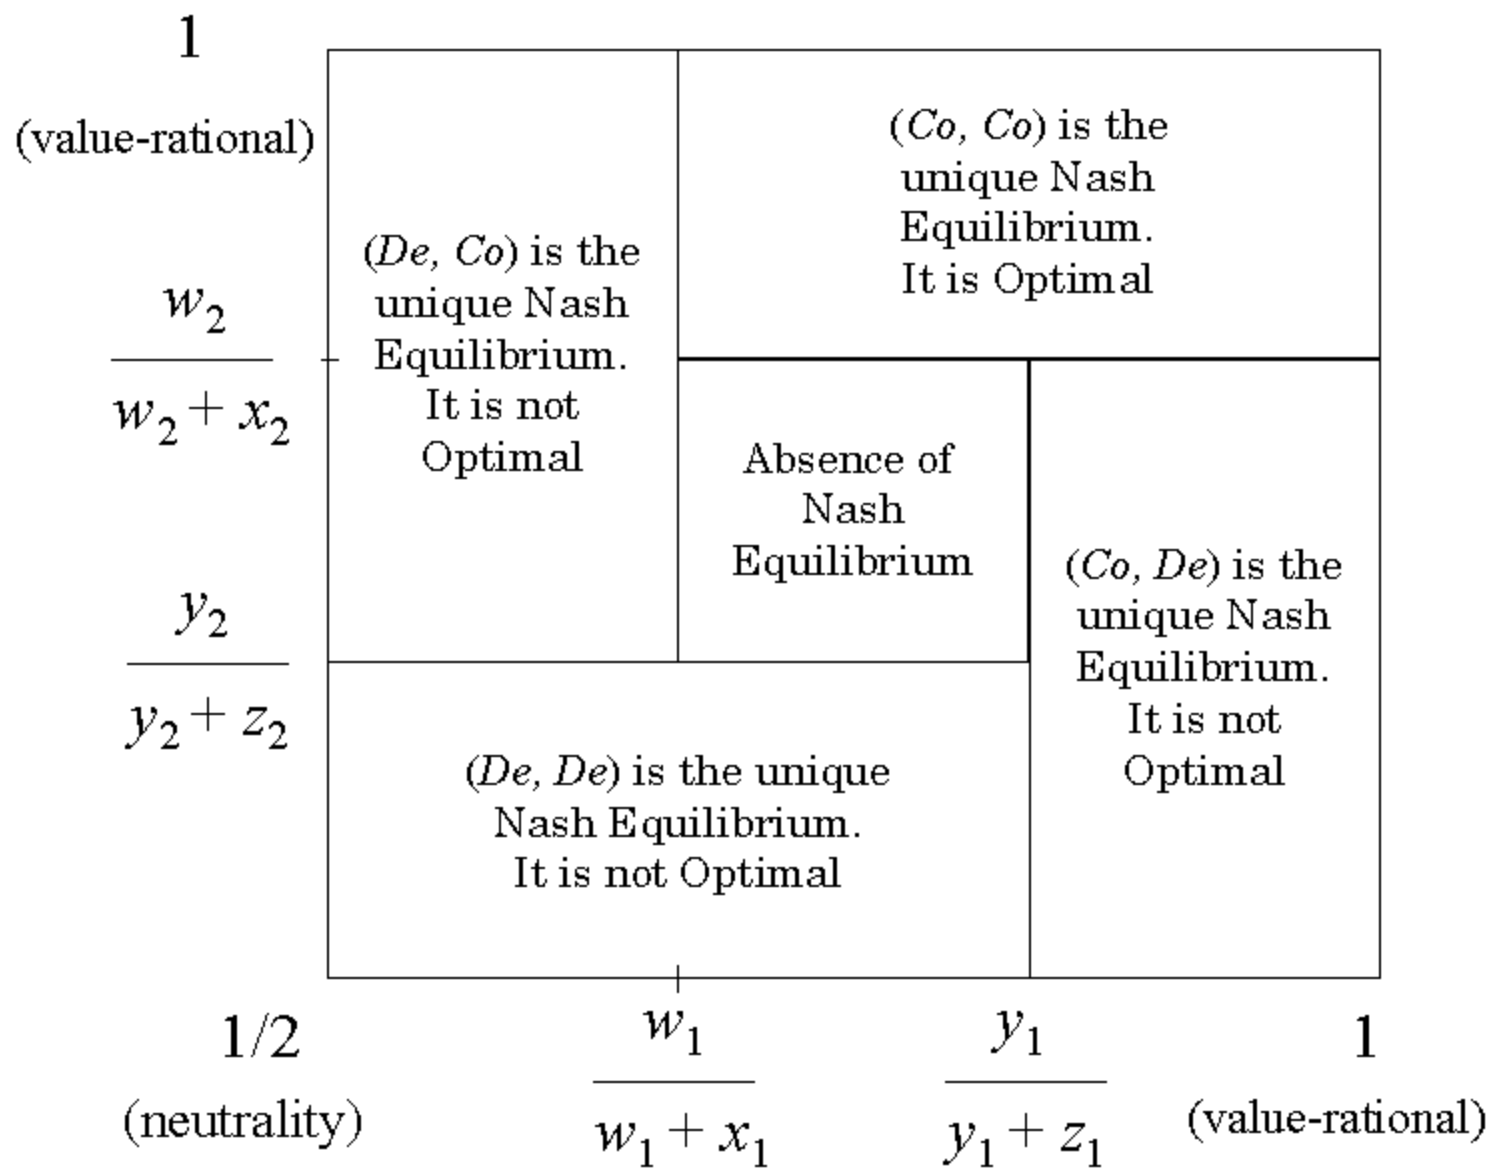 1
(value-rational)
(Co, Co) is the
unique Nash
Equilibrium.
It is Optimal
(De, Co) is the
unique Nash
Equilibrium.
It is not
Optimal
w₂
w₂ + x₂
Absence of
Nash
Equilibrium
(Co, De) is the
unique Nash
Equilibrium.
It is not
Optimal
y₂
y₂ + z₂
(De, De) is the unique
Nash Equilibrium.
It is not Optimal
1/2
(neutrality)
w₁
w₁ + x₁
y₁
y₁ + z₁
1
(value-rational)